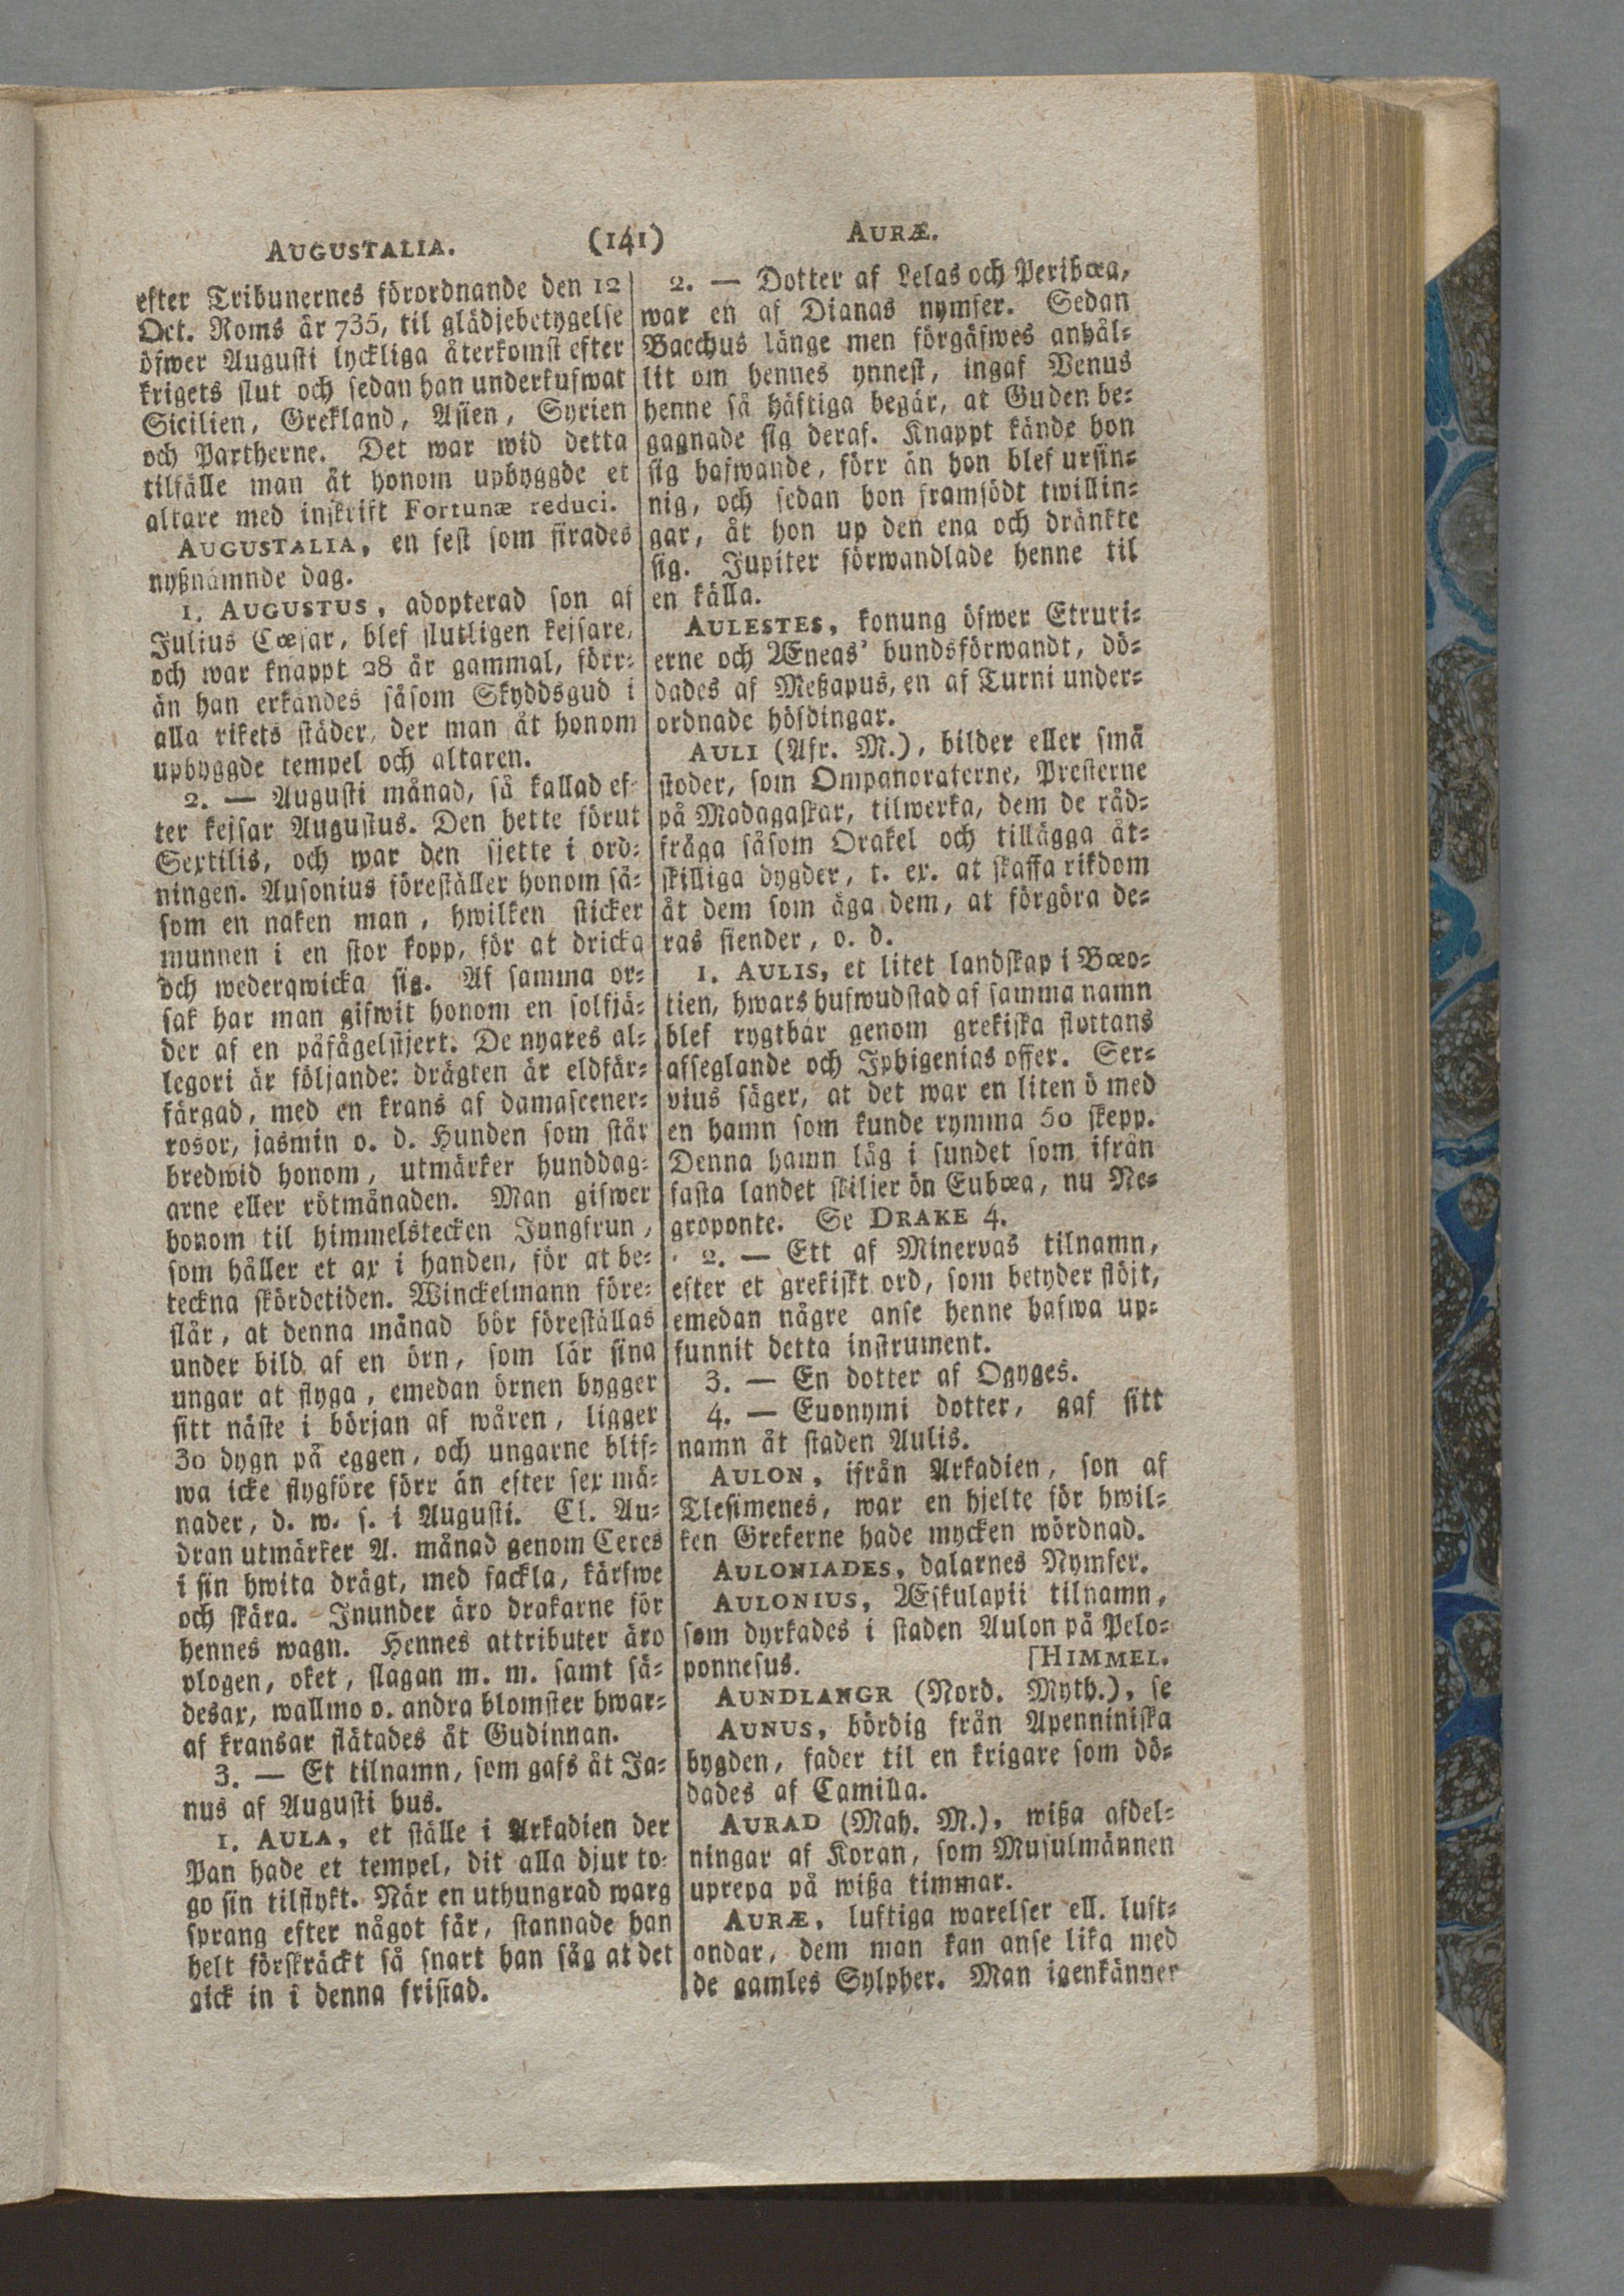 AUGUSTALIA. (141) AURÆ.
efter Tribunernes förordnande den 12
Oct. Roms år 735, til glädjebetygelse
öfwer Augusti lyckliga återkomst efter
krigets slut och sedan han underkufwat
Sicilien, Grekland, Asien, Syrien
och Partherne. Det war wid detta
tilfälle man åt honom upbyggde et
altare med inskrift Fortunæ reduci.
AUGUSTALIA, en fest som firades
nyßnämnde dag.
1. AUGUSTUS, adopterad son af
Julius Cæsar, blef slutligen kejsare,
och war knappt 28 år gammal, förr-
än han erkändes såsom Skyddsgud i
alla rikets städer, der man åt honom
upbyggde tempel och altaren.
2. — Augusti månad, så kallad ef-
ter kejsar Augustus. Den hette förut
Sextilis, och war den sjette i ord-
ningen. Ausonius föreställer honom så-
som en naken man, hwilken sticker
munnen i en stor kopp, för at dricka
och wederqwicka sig. Af samma or-
sak har man gifwit honom en solfjä-
der af en påfågelstjert. De nyares al-
legori är följande: drägten är eldfär-
färgad, med en krans af damascener-
rosor, jasmin o. d. Hunden som står
bredwid honom, utmärker hunddag-
arne eller rötmånaden. Man gifwer
honom til himmelstecken Jungfrun,
som håller et ax i handen, för at be-
teckna skördetiden. Winckelmann före-
slår, at denna månad bör föreställas
under bild af en örn, som lär sina
ungar at flyga, emedan örnen bygger
sitt näste i början af wåren, ligger
30 dygn på eggen, och ungarne blif-
wa icke flygföre förr än efter sex må-
nader, d. w. s. i Augusti. Cl. Au-
dran utmärker A. månad genom Ceres
i sin hwita drägt, med fackla, kärfwe
och skära. Inunder äro drakarne för
hennes wagn. Hennes attributer äro
plogen, oket, slagan m. m. samt sä-
desax, wallmo o. andra blomster hwar-
af kransar flätades åt Gudinnan.
3. — Et tilnamn, som gafs åt Ja-
nus af Augusti hus.
1. AULA, et ställe i Arkadien der
Pan hade et tempel, dit alla djur to-
go sin tilflykt. När en uthungrad warg
sprang efter något får, stannade han
helt förskräckt så snart han såg at det
gick in i denna fristad.
2. — Dotter af Lelas och Peribœa,
war en af Dianas nymfer. Sedan
Bacchus länge men förgäfwes anhål-
lit om hennes ynnest, ingaf Venus
henne så häftiga begär, at Guden be-
gagnade sig deraf. Knappt kände hon
sig hafwande, förr än hon blef ursin-
nig, och sedan hon framfödt twillin-
gar, åt hon up den ena och dränkte
sig. Jupiter förwandlade henne til
en källa.
AULESTES, konung öfwer Etruri-
erne och Æneas' bundsförwandt, dö-
dades af Meßapus, en af Turni under-
ordnade höfdingar.
AULI (Afr. M.), bilder eller små
stoder, som Ompanoraterne, Presterne
på Madagaskar, tilwerka, dem de råd-
fråga såsom Orakel och tillägga åt-
skilliga dygder, t. ex. at skaffa rikdom
åt dem som äga dem, at förgöra de-
ras fiender, o. d.
1. AULIS, et litet landskap i Bœo-
tien, hwars hufwudstad af samma namn
blef rygtbar genom grekiska flottans
afseglande och Iphigenias offer. Ser-
vius säger, at det war en liten ö med
en hamn som kunde rymma 50 skepp.
Denna hamn låg i sundet som ifrån
fasta landet skiljer ön Eubœa, nu Ne-
groponte. Se DRAKE 4.
2. — Ett af Minervas tilnamn,
efter et grekiskt ord, som betyder flöjt,
emedan någre anse henne hafwa up-
funnit detta instrument.
3. — En dotter af Ogyges.
4. — Euonymi dotter, gaf sitt
namn åt staden Aulis.
AULON, ifrån Arkadien, son af
Tlesimenes, war en hjelte för hwil-
ken Grekerne hade mycken wördnad.
AULONIADES, dalarnes Nymfer.
AULONIUS, Æskulapii tilnamn,
som dyrkades i staden Aulon på Pelo-
ponnesus. [HIMMEL.
AUNDLANGR (Nord. Myth.), se
AUNUS, bördig från Apenniniska
bygden, fader til en krigare som dö-
dades af Camilla.
AURAD (Mah. M.), wißa afdel-
ningar af Koran, som Musulmännen
uprepa på wißa timmar.
AURÆ, luftiga warelser ell. luft-
andar, dem man kan anse lika med
de gamles Sylpher. Man igenkänner